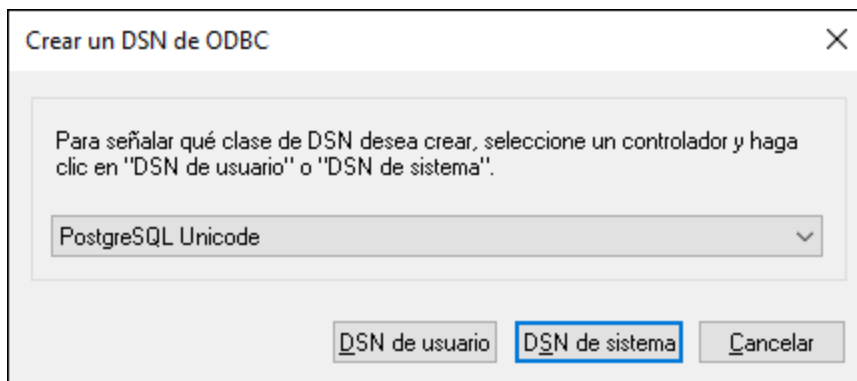 Crear un DSN de ODBC
Para señalar qué clase de DSN desea crear, seleccione un controlador y haga
clic en "DSN de usuario" o "DSN de sistema".
PostgreSQL Unicode
DSN de usuario
DSN de sistema
Cancelar